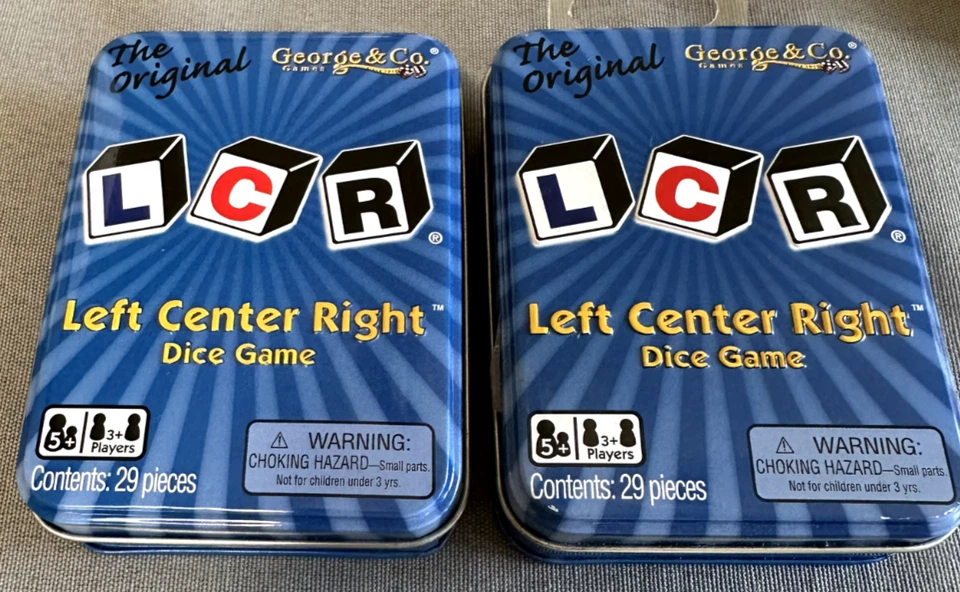 The
Original
George & Co.®
Games
L C R ®
Left Center Right™
Dice Game
5+ 3+
Players
Contents: 29 pieces
⚠ WARNING:
CHOKING HAZARD—Small parts.
Not for children under 3 yrs.
The
Original
George & Co.®
Games
L C R ®
Left Center Right™
Dice Game
5+ 3+
Players
Contents: 29 pieces
⚠ WARNING:
CHOKING HAZARD—Small parts.
Not for children under 3 yrs.